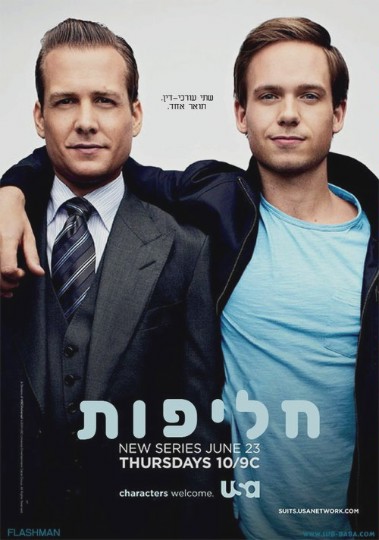 שתי עורכי-דין.
תואר אחד.
חליפות
NEW SERIES JUNE 23
THURSDAYS 10/9C
characters welcome. usa
SUITS.USANETWORK.COM
FLASHMAN